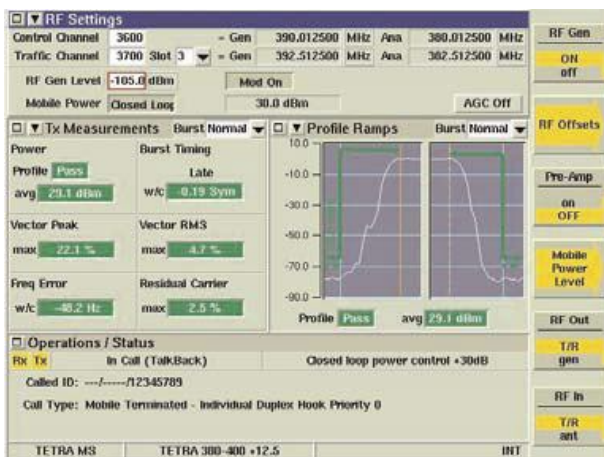 RF Settings
Control Channel 3600 - Gen 390.012500 MHz Ana 380.012500 MHz
Traffic Channel 3700 Slot 3 - Gen 392.512500 MHz Ana 382.512500 MHz
RF Gen Level -105.0 dBm Mod On
Mobile Power Closed Loop 30.0 dBm AGC Off
Tx Measurements Burst Normal
Power Burst Timing
Profile Pass Late
avg 29.1 dBm w/c -0.19 Sym
Vector Peak Vector RMS
max 22.1 % max 4.7 %
Freq Error Residual Carrier
w/c -48.2 Hz max 2.5 %
Profile Ramps Burst Normal
10.0
-10.0
-30.0
-50.0
-70.0
-90.0
Profile Pass avg 29.1 dBm
Operations / Status
Rx Tx In Call (TalkBack) Closed loop power control +30dB
Called ID: ---/-----/12345789
Call Type: Mobile Terminated - Individual Duplex Hook Priority 0
TETRA MS TETRA 380-400 +12.5 INT
RF Gen
ON
off
RF Offsets
Pre-Amp
on
OFF
Mobile
Power
Level
RF Out
T/R
gen
RF In
T/R
ant